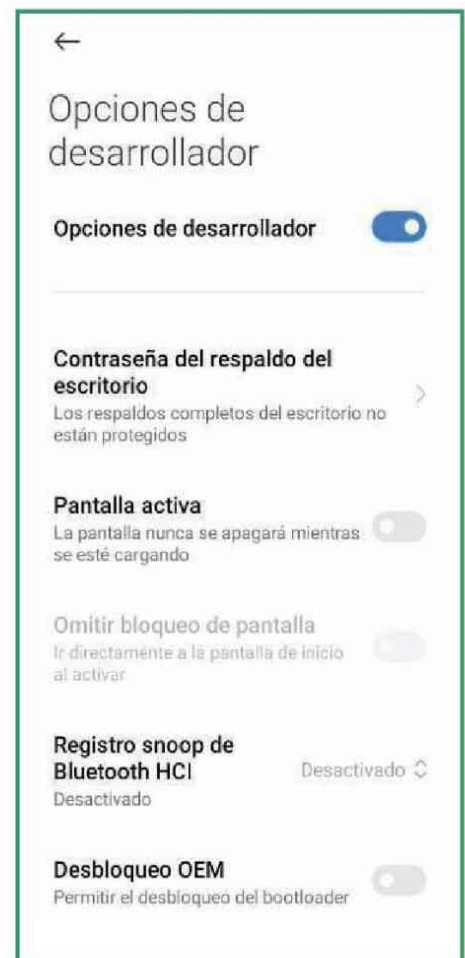 Opciones de
desarrollador
Opciones de desarrollador
Contraseña del respaldo del
escritorio
Los respaldos completos del escritorio no
están protegidos
Pantalla activa
La pantalla nunca se apagará mientras
se esté cargando
Omitir bloqueo de pantalla
Ir directamente a la pantalla de inicio
al activar
Registro snoop de
Bluetooth HCI
Desactivado
Desactivado
Desbloqueo OEM
Permitir el desbloqueo del bootloader